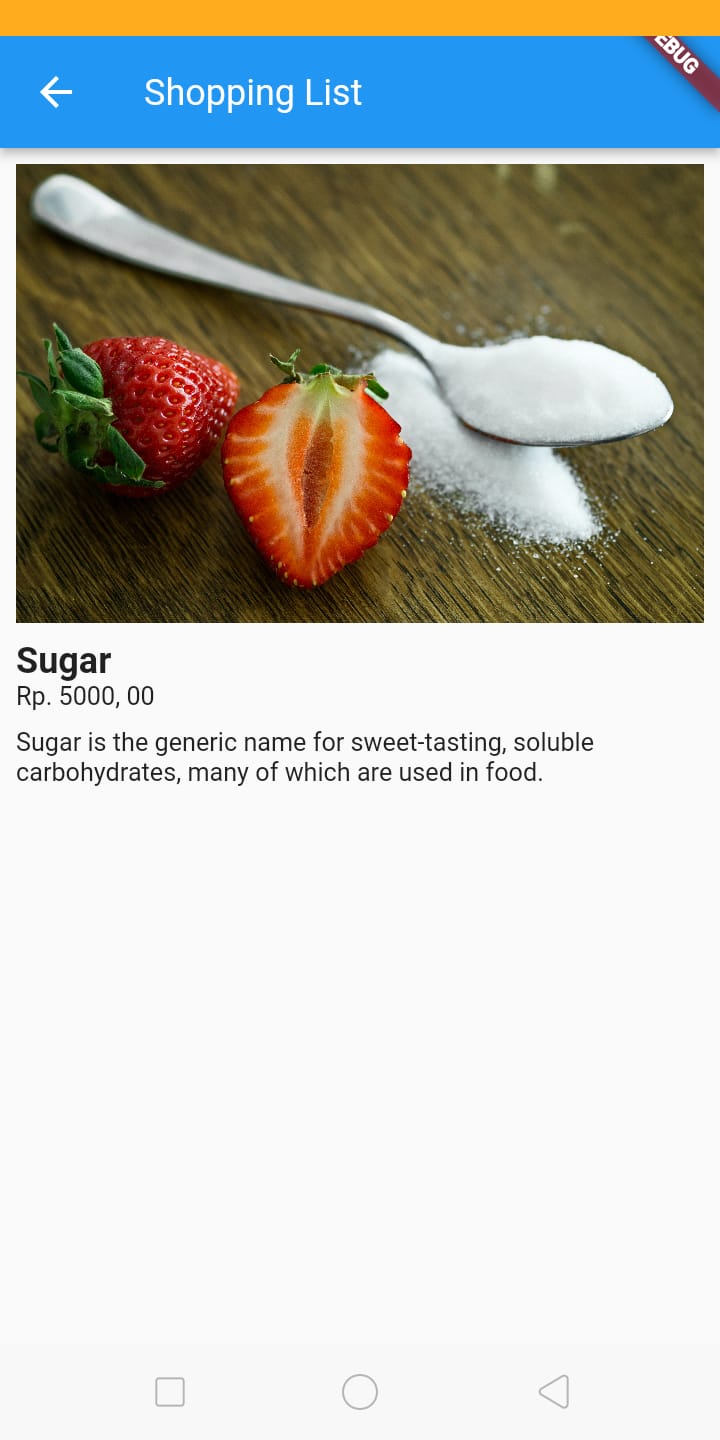 EBUG
Shopping List
Sugar
Rp. 5000, 00
Sugar is the generic name for sweet-tasting, soluble
carbohydrates, many of which are used in food.